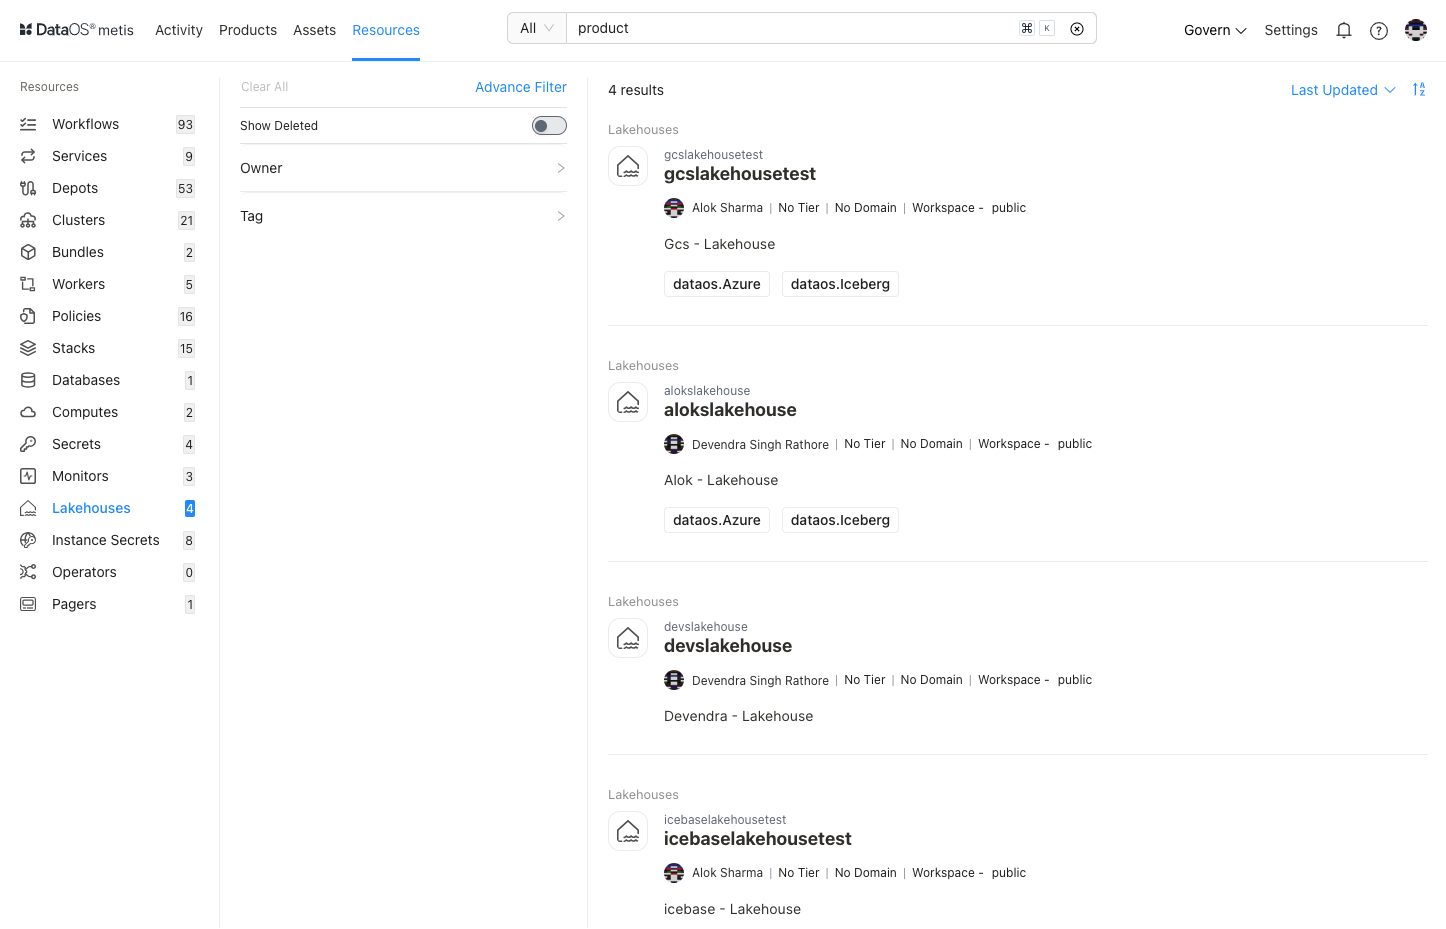 DataOS® metis
Activity
Products
Assets
Resources
All
product
⌘
K
Govern
Settings
?
Resources
Workflows 93
Services 9
Depots 53
Clusters 21
Bundles 2
Workers 5
Policies 16
Stacks 15
Databases 1
Computes 2
Secrets 4
Monitors 3
Lakehouses 4
Instance Secrets 8
Operators 0
Pagers 1
Clear All
Advance Filter
Show Deleted
Owner
Tag
4 results
Last Updated
Lakehouses
gcslakehousetest
gcslakehousetest
Alok Sharma | No Tier | No Domain | Workspace - public
Gcs - Lakehouse
dataos.Azure
dataos.Iceberg
Lakehouses
alokslakehouse
alokslakehouse
Devendra Singh Rathore | No Tier | No Domain | Workspace - public
Alok - Lakehouse
dataos.Azure
dataos.Iceberg
Lakehouses
devslakehouse
devslakehouse
Devendra Singh Rathore | No Tier | No Domain | Workspace - public
Devendra - Lakehouse
Lakehouses
icebaselakehousetest
icebaselakehousetest
Alok Sharma | No Tier | No Domain | Workspace - public
icebase - Lakehouse